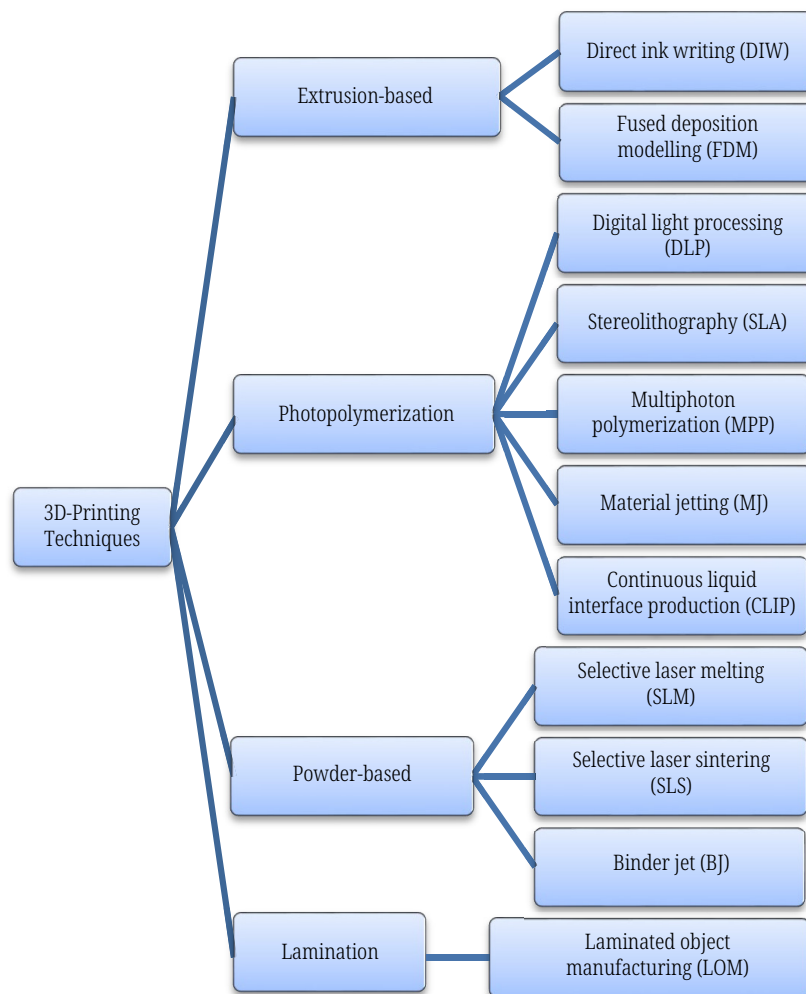 Direct ink writing (DIW)
Extrusion-based
Fused deposition
modelling (FDM)
Digital light processing
(DLP)
Stereolithography (SLA)
Photopolymerization
Multiphoton
polymerization (MPP)
Material jetting (MJ)
3D-Printing
Techniques
Continuous liquid
interface production (CLIP)
Selective laser melting
(SLM)
Powder-based
Selective laser sintering
(SLS)
Binder jet (BJ)
Lamination
Laminated object
manufacturing (LOM)